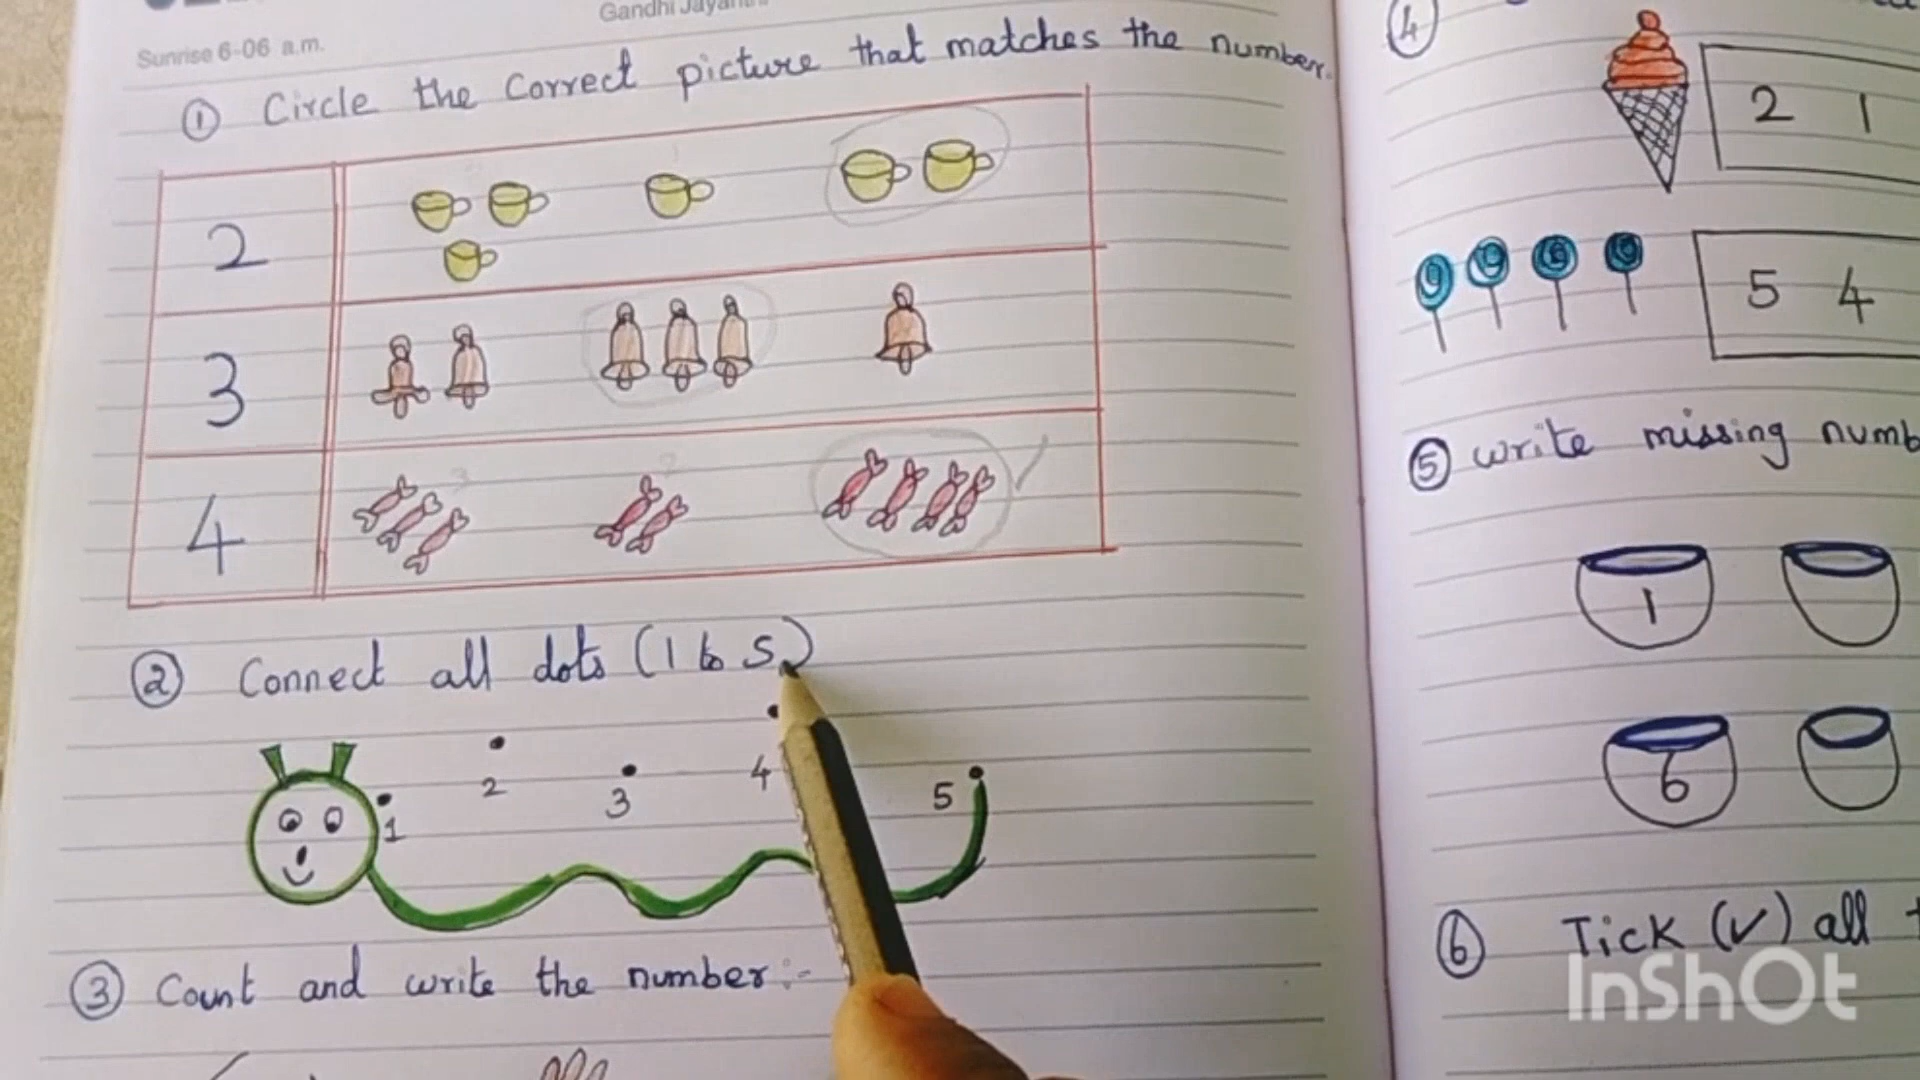 Gandhi Jayanthi
Sunrise 6-06 a.m.
① Circle the correct picture that matches the number.
2
3
4
② Connect all dots (1 to 5)
1 2 3 4 5
③ Count and write the number:-
④
2 1
5 4
⑤ write missing numb
1
6
⑥ Tick (✓) all
InShOt